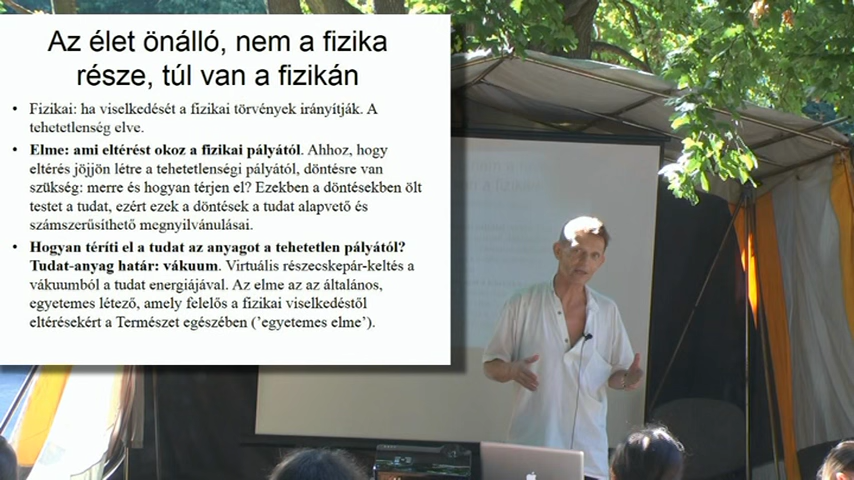 Az élet önálló, nem a fizika
része, túl van a fizikán
• Fizikai: ha viselkedését a fizikai törvények irányítják. A
tehetetlenség elve.
• Elme: ami eltérést okoz a fizikai pályától. Ahhoz, hogy
eltérés jöjjön létre a tehetetlenségi pályától, döntésre van
szükség: merre és hogyan térjen el? Ezekben a döntésekben ölt
testet a tudat, ezért ezek a döntések a tudat alapvető és
számszerűsíthető megnyilvánulásai.
• Hogyan téríti el a tudat az anyagot a tehetetlen pályától?
Tudat-anyag határ: vákuum. Virtuális részecskepár-keltés a
vákuumból a tudat energiájával. Az elme az az általános,
egyetemes létező, amely felelős a fizikai viselkedéstől
eltérésekért a Természet egészében ('egyetemes elme').